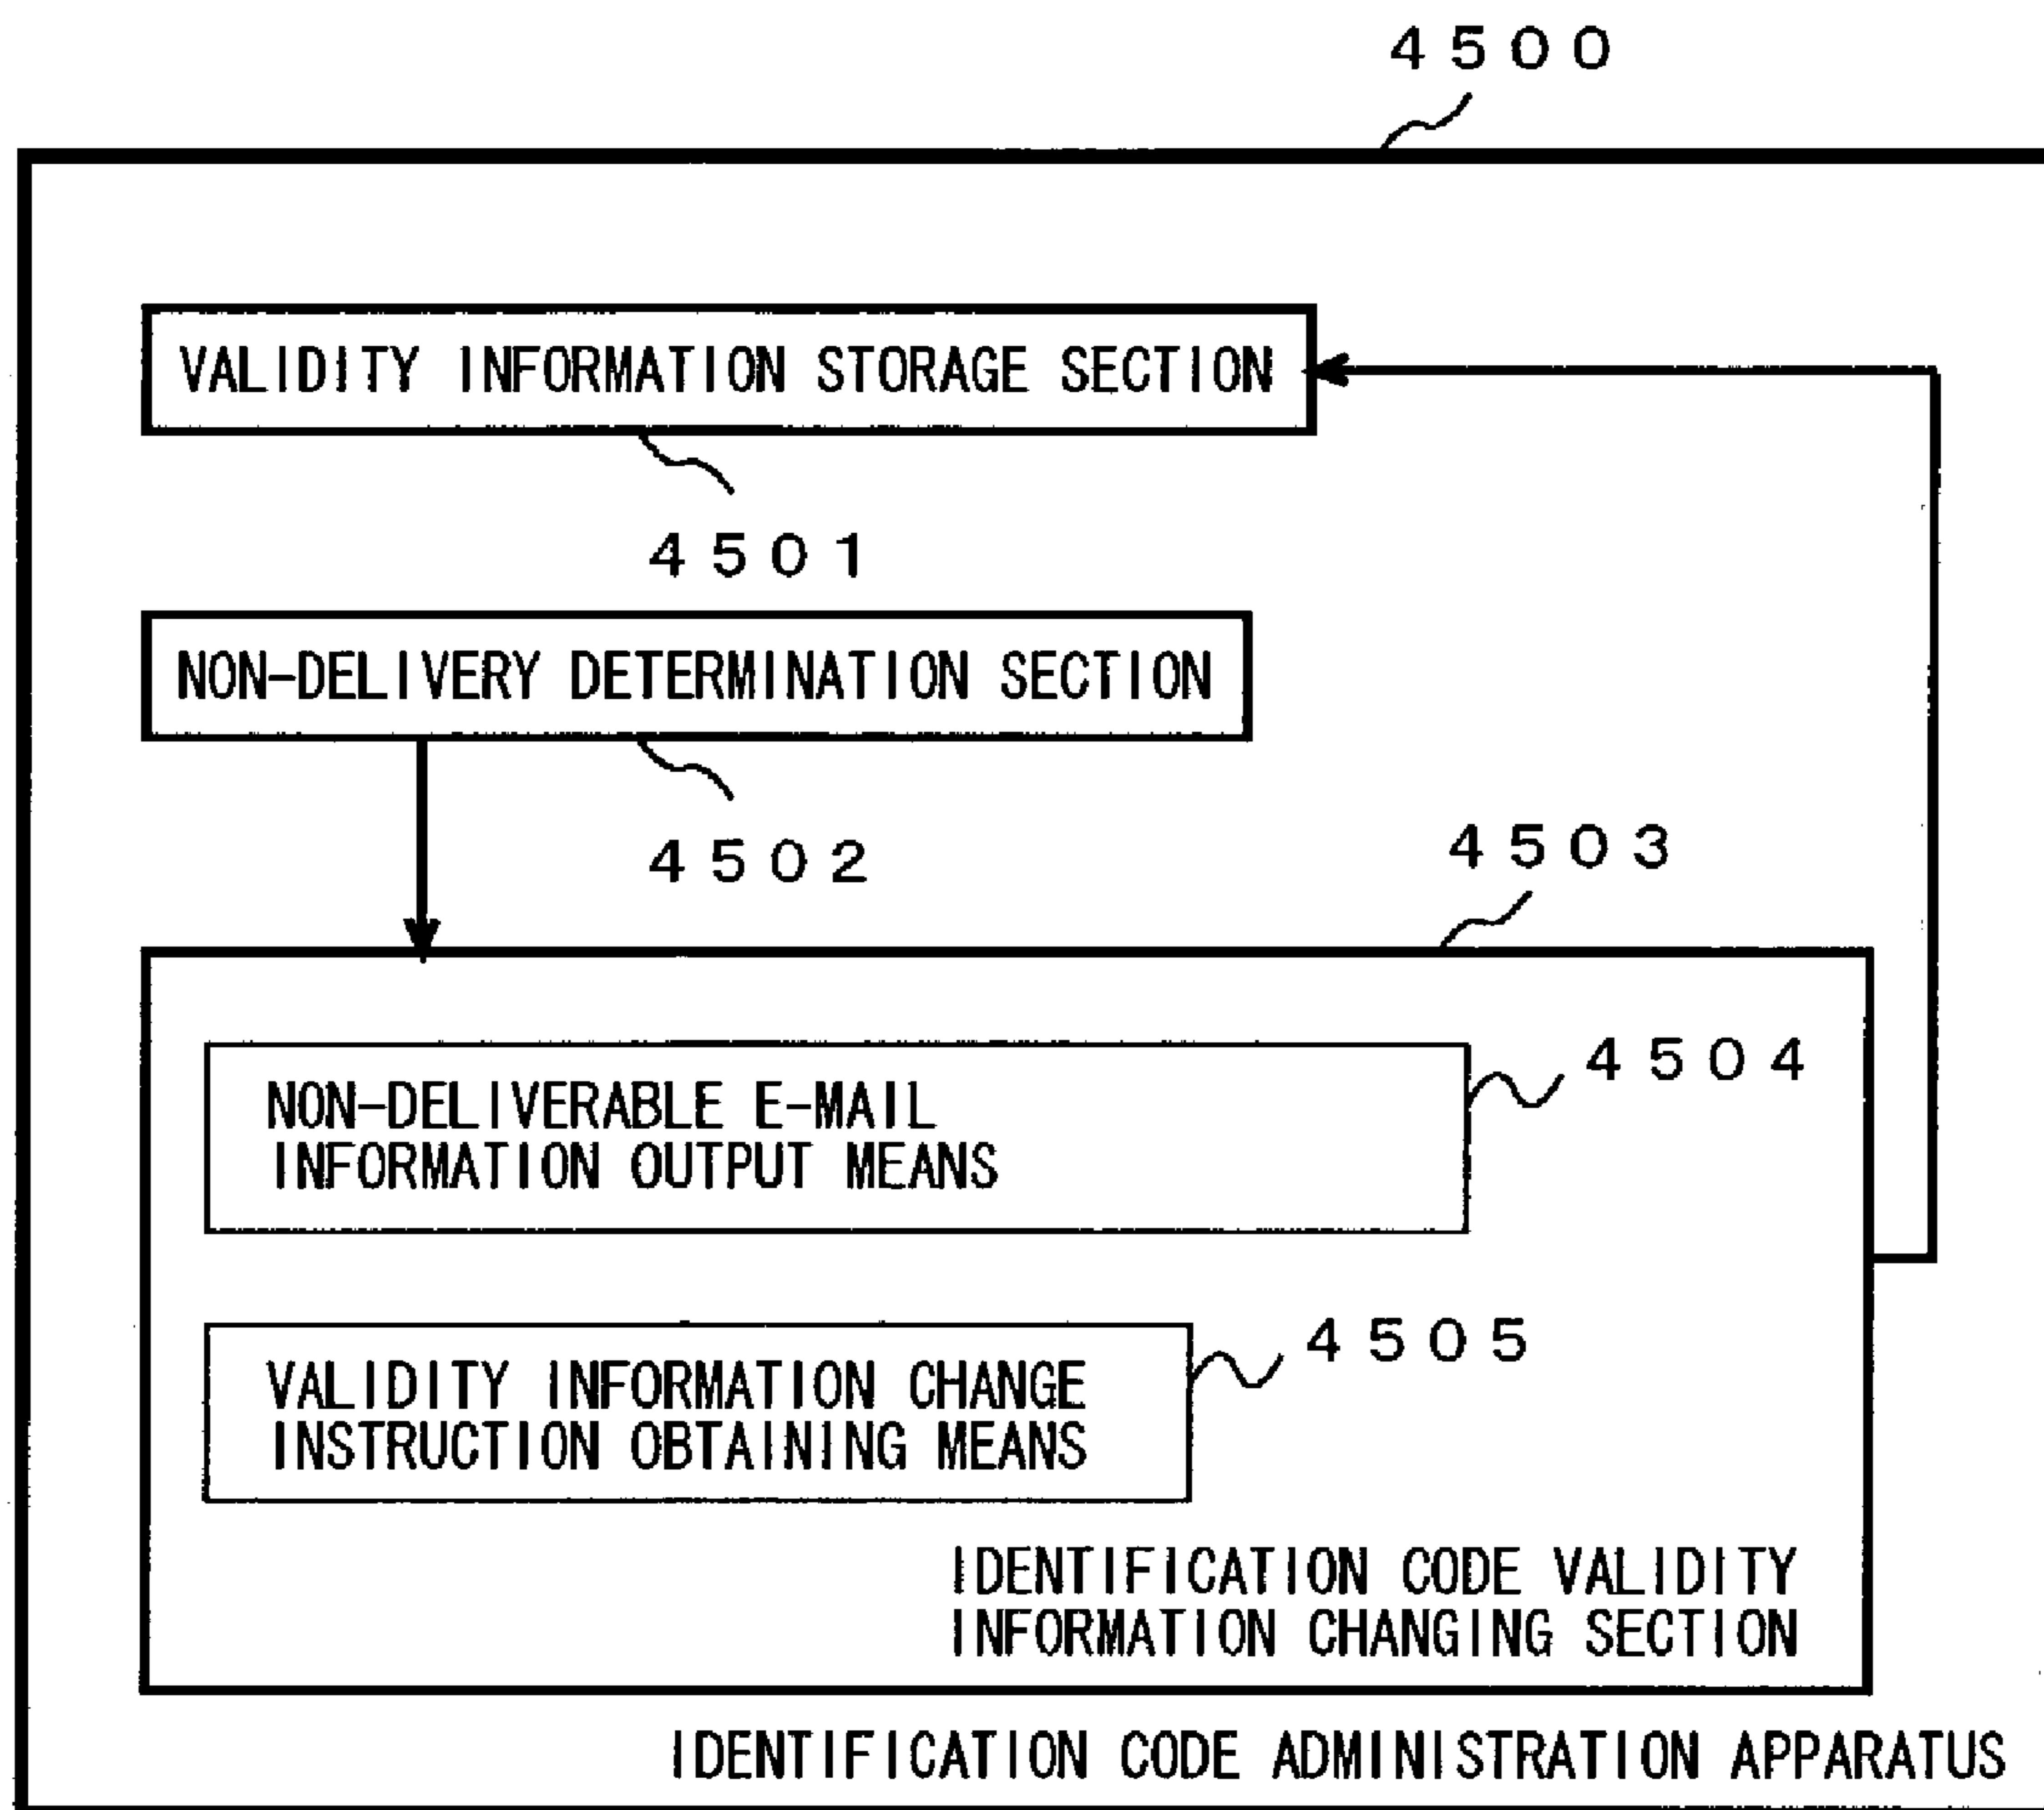 4500
VALIDITY INFORMATION STORAGE SECTION
4501
NON-DELIVERY DETERMINATION SECTION
4502
4503
NON-DELIVERABLE E-MAIL
INFORMATION OUTPUT MEANS
4504
VALIDITY INFORMATION CHANGE
INSTRUCTION OBTAINING MEANS
4505
IDENTIFICATION CODE VALIDITY
INFORMATION CHANGING SECTION
IDENTIFICATION CODE ADMINISTRATION APPARATUS